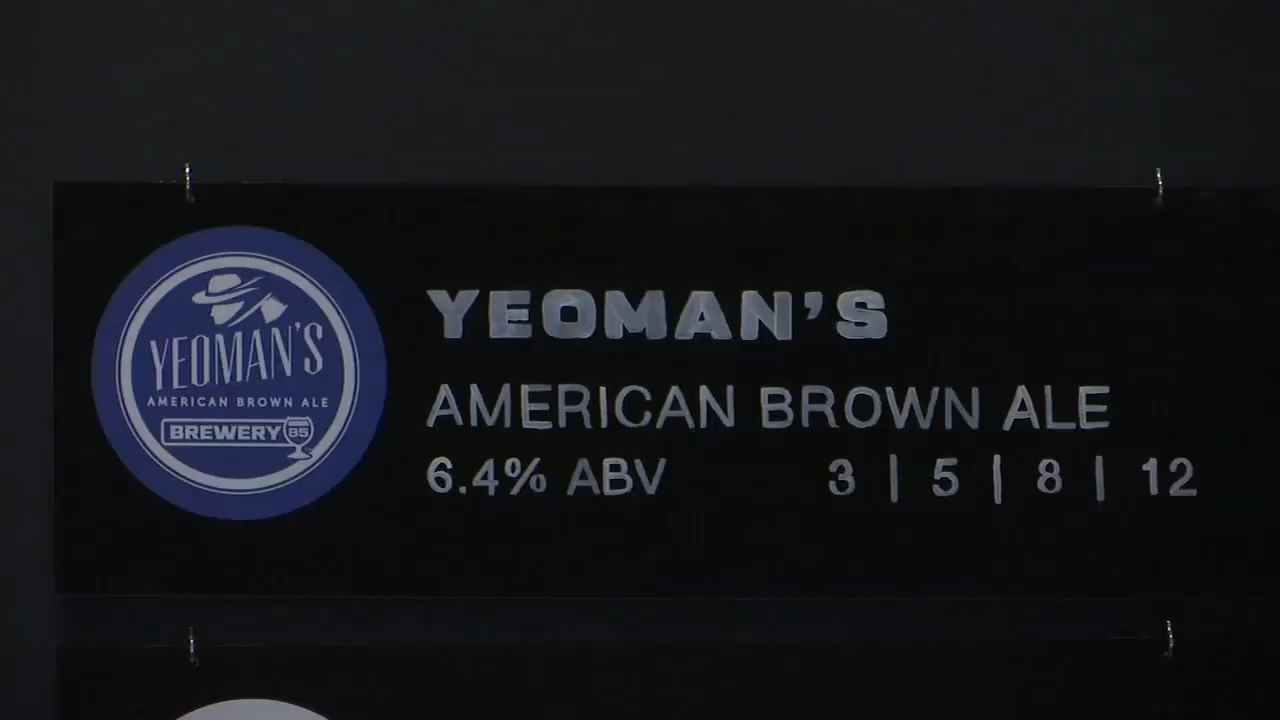 YEOMAN'S
AMERICAN BROWN ALE
BREWERY 85
YEOMAN'S
AMERICAN BROWN ALE
6.4% ABV 3 | 5 | 8 | 12